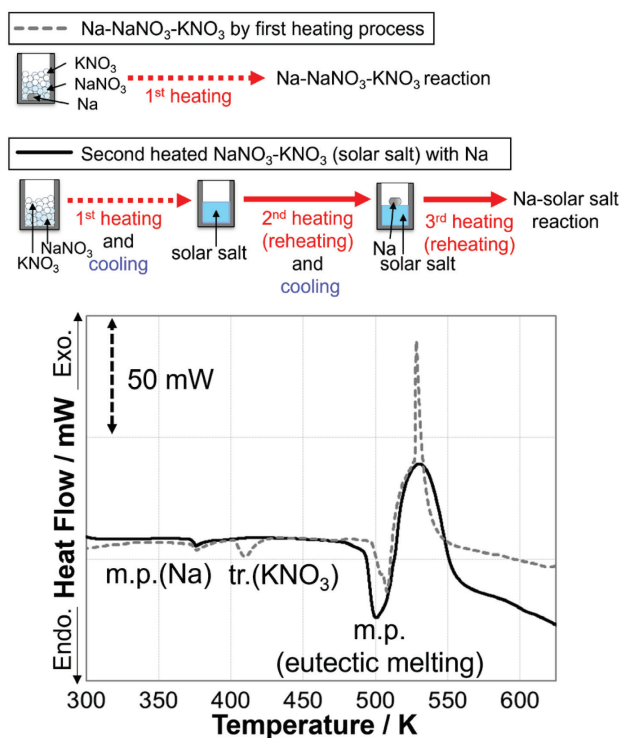 Na-NaNO3-KNO3 by first heating process
KNO3
NaNO3
Na
1st heating
Na-NaNO3-KNO3 reaction
Second heated NaNO3-KNO3 (solar salt) with Na
NaNO3
KNO3
1st heating
and
cooling
solar salt
2nd heating
(reheating)
and
cooling
Na
solar salt
3rd heating
(reheating)
Na-solar salt
reaction
Exo.
Heat Flow / mW
Endo.
50 mW
m.p.(Na)
tr.(KNO3)
m.p.
(eutectic melting)
300 350 400 450 500 550 600
Temperature / K